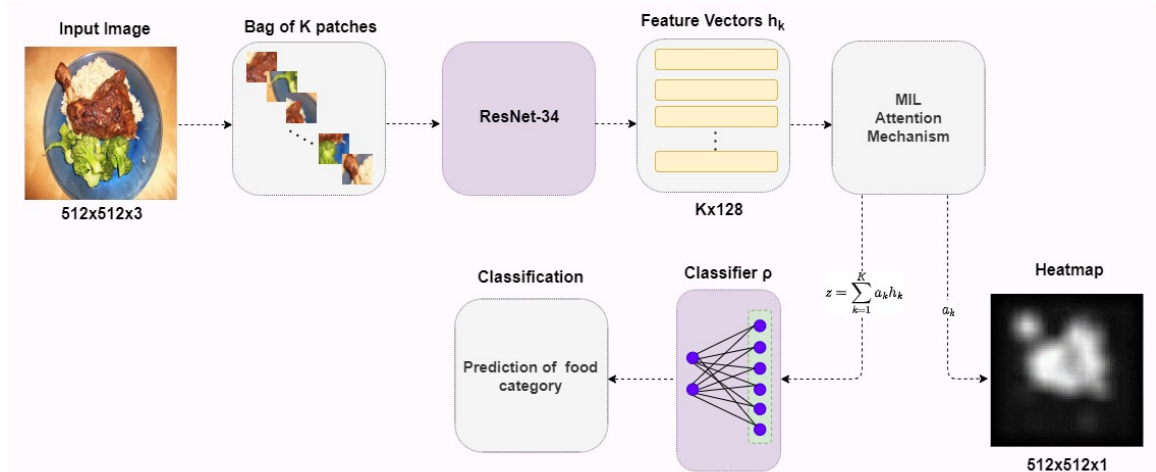 Input Image
Bag of K patches
Feature Vectors hₖ
ResNet-34
MIL
Attention
Mechanism
512x512x3
Kx128
Classification
Classifier ρ
Heatmap
z = ∑_{k=1}^{K} aₖhₖ
aₖ
Prediction of food
category
512x512x1